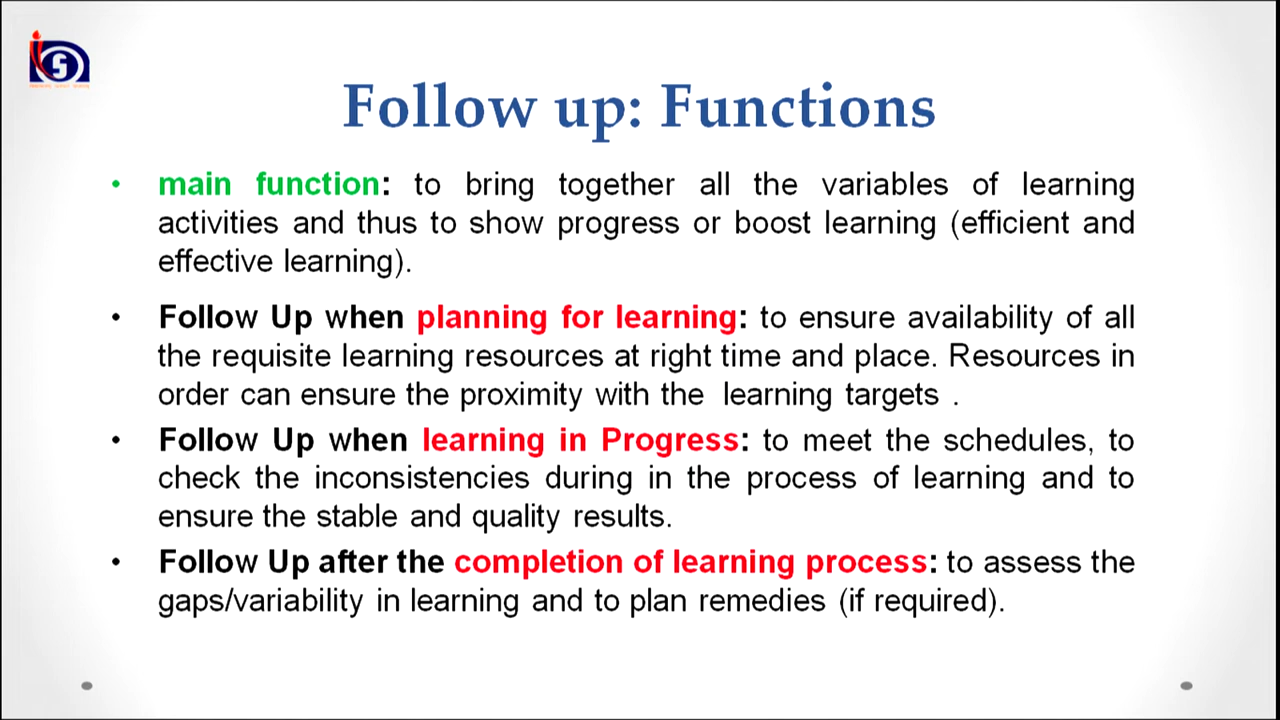 Follow up: Functions
• main function: to bring together all the variables of learning
activities and thus to show progress or boost learning (efficient and
effective learning).
• Follow Up when planning for learning: to ensure availability of all
the requisite learning resources at right time and place. Resources in
order can ensure the proximity with the learning targets .
• Follow Up when learning in Progress: to meet the schedules, to
check the inconsistencies during in the process of learning and to
ensure the stable and quality results.
• Follow Up after the completion of learning process: to assess the
gaps/variability in learning and to plan remedies (if required).